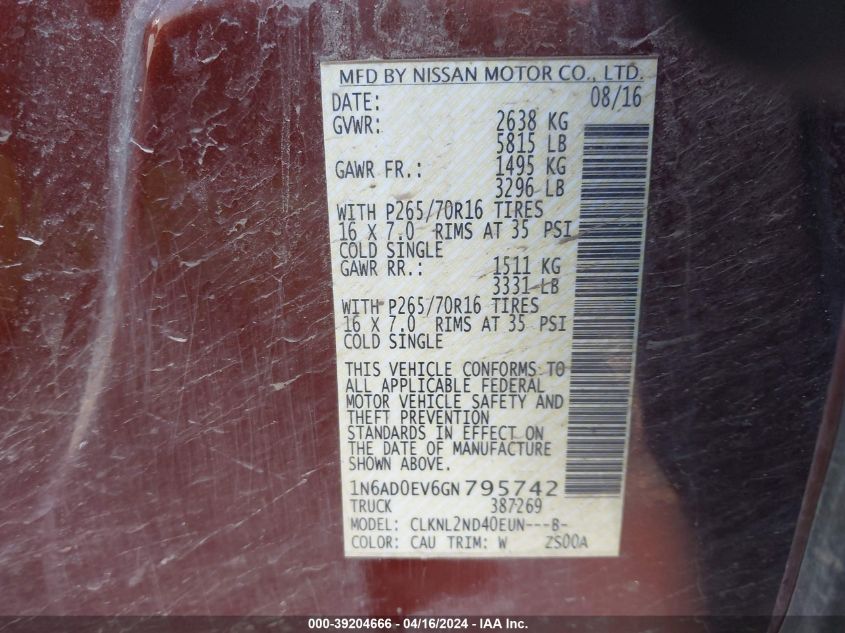 MFD BY NISSAN MOTOR CO., LTD.
DATE: 08/16
GVWR: 2638 KG
5815 LB
GAWR FR.: 1495 KG
3296 LB
WITH P265/70R16 TIRES
16 X 7.0 RIMS AT 35 PSI
COLD SINGLE
GAWR RR.: 1511 KG
3331 LB
WITH P265/70R16 TIRES
16 X 7.0 RIMS AT 35 PSI
COLD SINGLE
THIS VEHICLE CONFORMS TO
ALL APPLICABLE FEDERAL
MOTOR VEHICLE SAFETY AND
THEFT PREVENTION
STANDARDS IN EFFECT ON
THE DATE OF MANUFACTURE
SHOWN ABOVE.
1N6AD0EV6GN795742
TRUCK 387269
MODEL: CLKNL2ND40EUN---B-
COLOR: CAU TRIM: W ZS00A
000-39204666 - 04/16/2024 - IAA Inc.